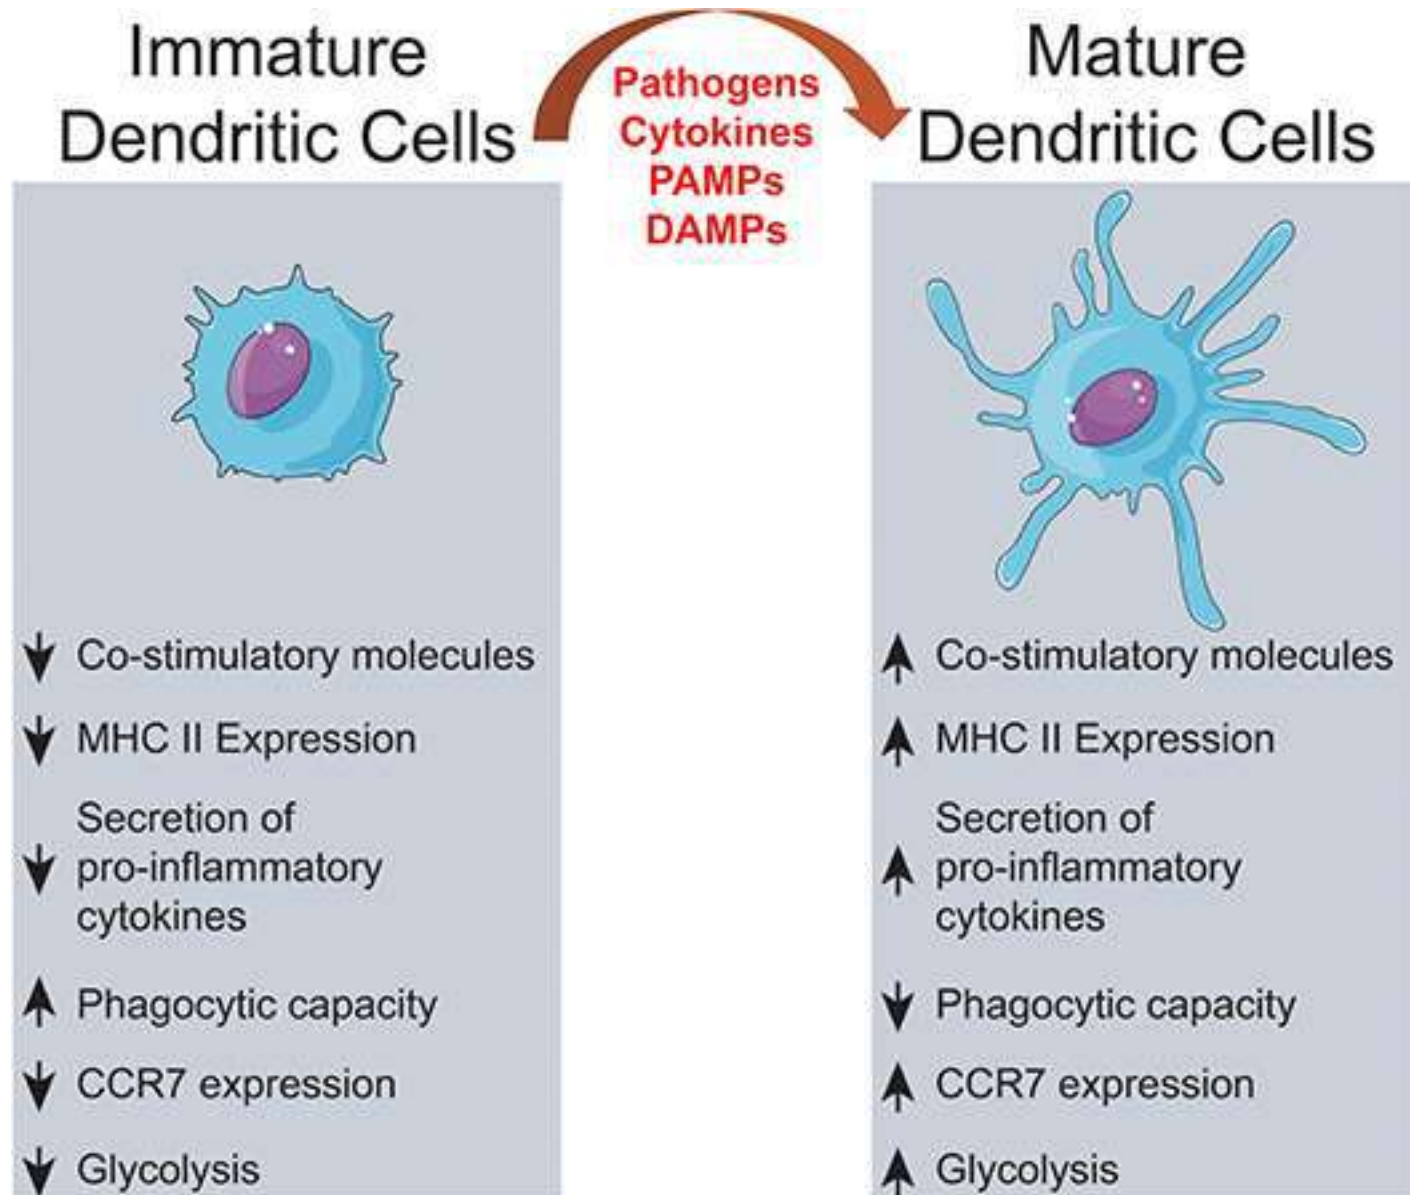 Immature
Dendritic Cells
Pathogens
Cytokines
PAMPs
DAMPs
Mature
Dendritic Cells
Co-stimulatory molecules
MHC II Expression
Secretion of
pro-inflammatory
cytokines
Phagocytic capacity
CCR7 expression
Glycolysis
Co-stimulatory molecules
MHC II Expression
Secretion of
pro-inflammatory
cytokines
Phagocytic capacity
CCR7 expression
Glycolysis